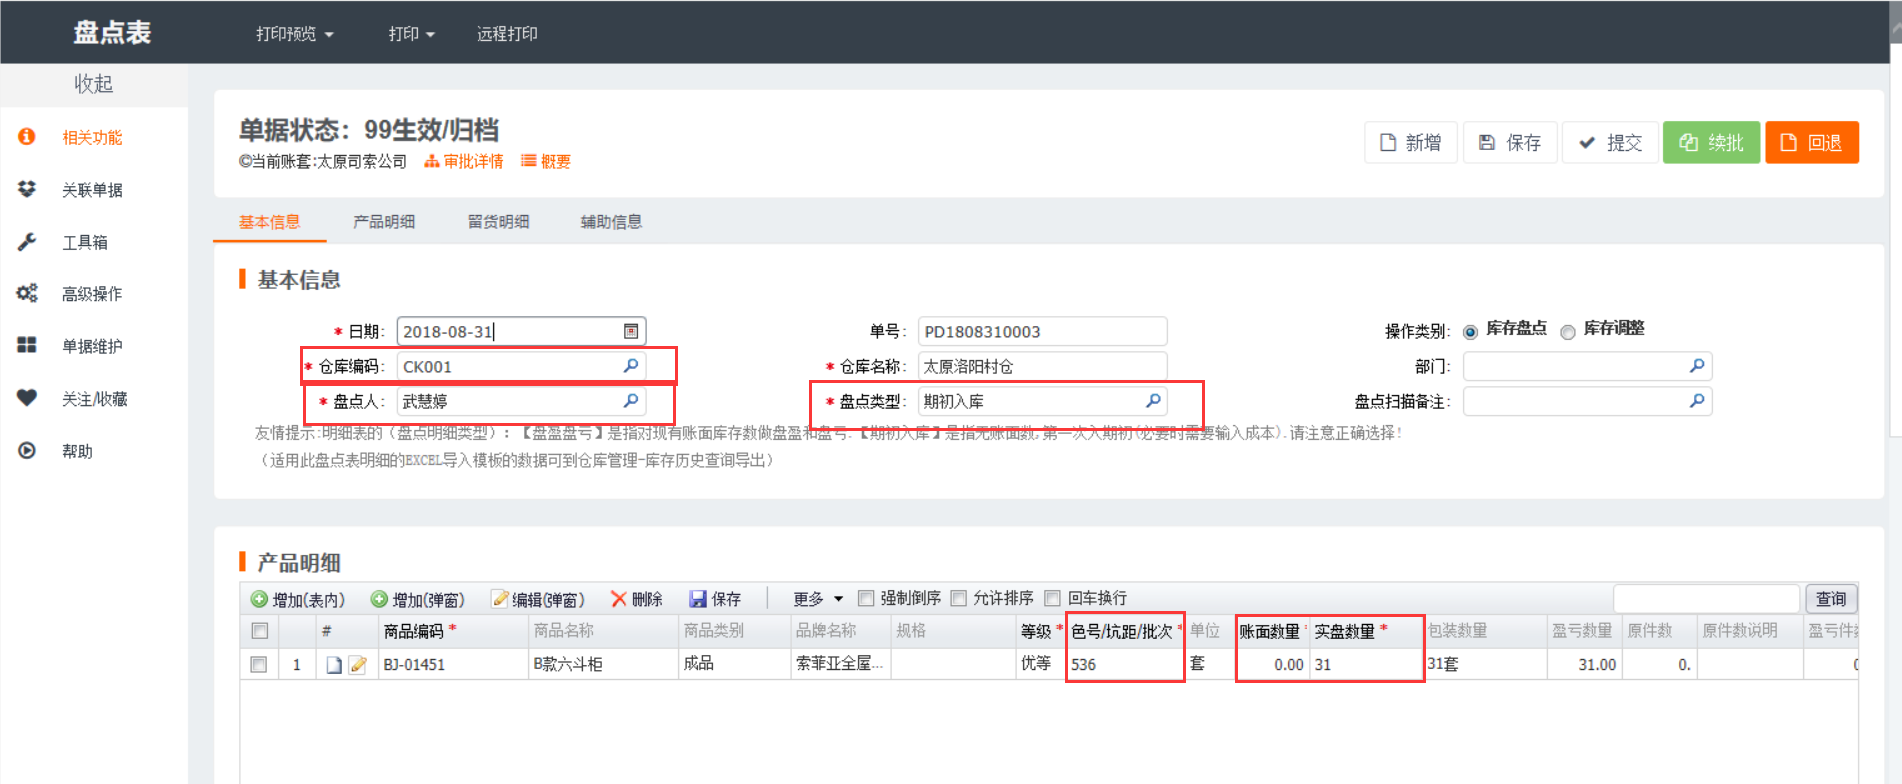 盘点表
打印预览
打印
远程打印
收起
相关功能
关联单据
工具箱
高级操作
单据维护
关注/收藏
帮助
单据状态：99生效/归档
©当前账套:太原司索公司 审批详情 概要
新增
保存
提交
续批
回退
基本信息 产品明细 留货明细 辅助信息
基本信息
* 日期: 2018-08-31 单号: PD1808310003 操作类别: 库存盘点 库存调整
* 仓库编码: CK001 * 仓库名称: 太原洛阳村仓 部门:
* 盘点人: 武慧婷 * 盘点类型: 期初入库 盘点扫描备注:
友情提示:明细表的（盘点明细类型）：【盘盈盘亏】是指对现有账面库存数做盘盈和盘亏.【期初入库】是指无账面数;第一次入期初(必要时需要输入成本).请注意正确选择!
（适用此盘点表明细的EXCEL导入模板的数据可到仓库管理-库存历史查询导出）
产品明细
增加(表内) 增加(弹窗) 编辑(弹窗) 删除 保存 更多 强制倒序 允许排序 回车换行 查询
# 商品编码 * 商品名称 商品类别 品牌名称 规格 等级 * 色号/坑距/批次 * 单位 账面数量 * 实盘数量 * 包装数量 盈亏数量 原件数 原件数说明 盈亏件
1 BJ-01451 B款六斗柜 成品 索菲亚全屋... 优等 536 套 0.00 31 31套 31.00 0.